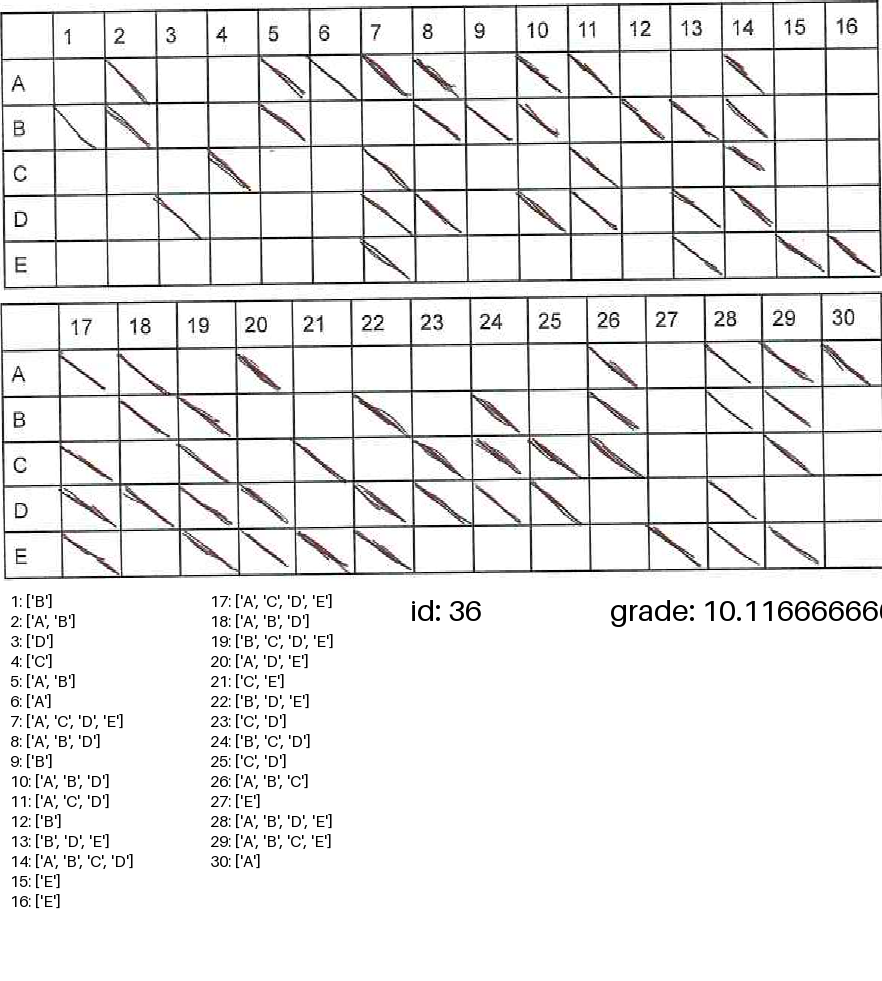 1 2 3 4 5 6 7 8 9 10 11 12 13 14 15 16
A
B
C
D
E
17 18 19 20 21 22 23 24 25 26 27 28 29 30
A
B
C
D
E
1: ['B']
2: ['A', 'B']
3: ['D']
4: ['C']
5: ['A', 'B']
6: ['A']
7: ['A', 'C', 'D', 'E']
8: ['A', 'B', 'D']
9: ['B']
10: ['A', 'B', 'D']
11: ['A', 'C', 'D']
12: ['B']
13: ['B', 'D', 'E']
14: ['A', 'B', 'C', 'D']
15: ['E']
16: ['E']
17: ['A', 'C', 'D', 'E']
18: ['A', 'B', 'D']
19: ['B', 'C', 'D', 'E']
20: ['A', 'D', 'E']
21: ['C', 'E']
22: ['B', 'D', 'E']
23: ['C', 'D']
24: ['B', 'C', 'D']
25: ['C', 'D']
26: ['A', 'B', 'C']
27: ['E']
28: ['A', 'B', 'D', 'E']
29: ['A', 'B', 'C', 'E']
30: ['A']
id: 36
grade: 10.116666666